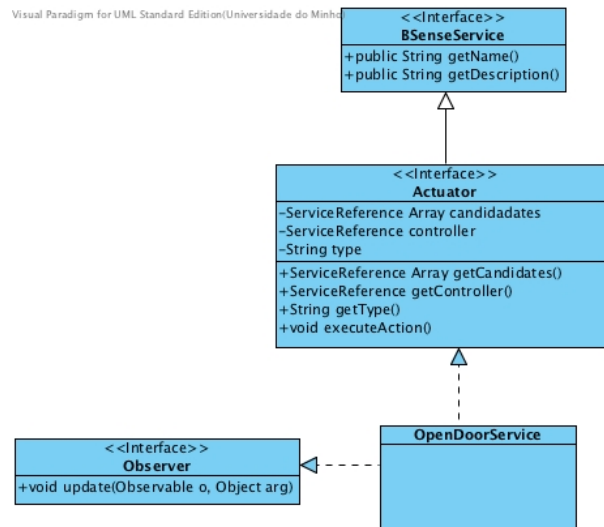 Visual Paradigm for UML Standard Edition(Universidade do Minho)
<<Interface>>
BSenseService
+public String getName()
+public String getDescription()
<<Interface>>
Actuator
-ServiceReference Array candidadates
-ServiceReference controller
-String type
+ServiceReference Array getCandidates()
+ServiceReference getController()
+String getType()
+void executeAction()
OpenDoorService
<<Interface>>
Observer
+void update(Observable o, Object arg)